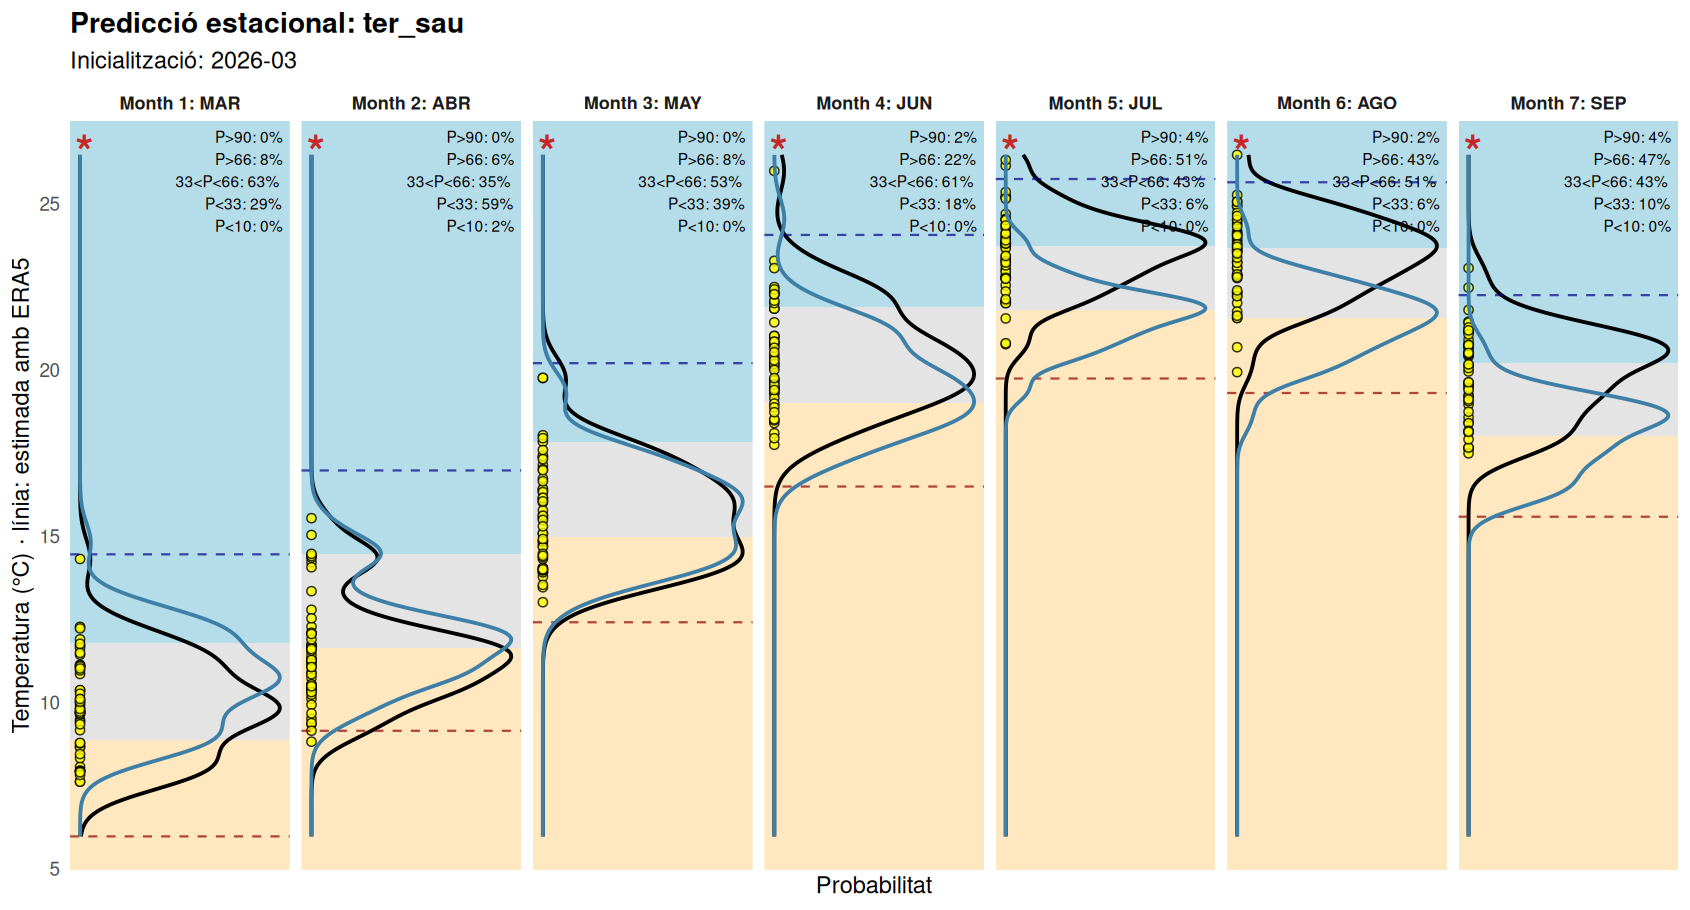 Predicció estacional: ter_sau
Inicialització: 2026-03
Month 1: MAR
Month 2: ABR
Month 3: MAY
Month 4: JUN
Month 5: JUL
Month 6: AGO
Month 7: SEP
*
P>90: 0%
P>66: 8%
33<P<66: 63%
P<33: 29%
P<10: 0%
*
P>90: 0%
P>66: 6%
33<P<66: 35%
P<33: 59%
P<10: 2%
*
P>90: 0%
P>66: 8%
33<P<66: 53%
P<33: 39%
P<10: 0%
*
P>90: 2%
P>66: 22%
33<P<66: 61%
P<33: 18%
P<10: 0%
*
P>90: 4%
P>66: 51%
33<P<66: 43%
P<33: 6%
P<10: 0%
*
P>90: 2%
P>66: 43%
33<P<66: 51%
P<33: 6%
P<10: 0%
*
P>90: 4%
P>66: 47%
33<P<66: 43%
P<33: 10%
P<10: 0%
25
20
15
10
5
Temperatura (°C) · línia: estimada amb ERA5
Probabilitat